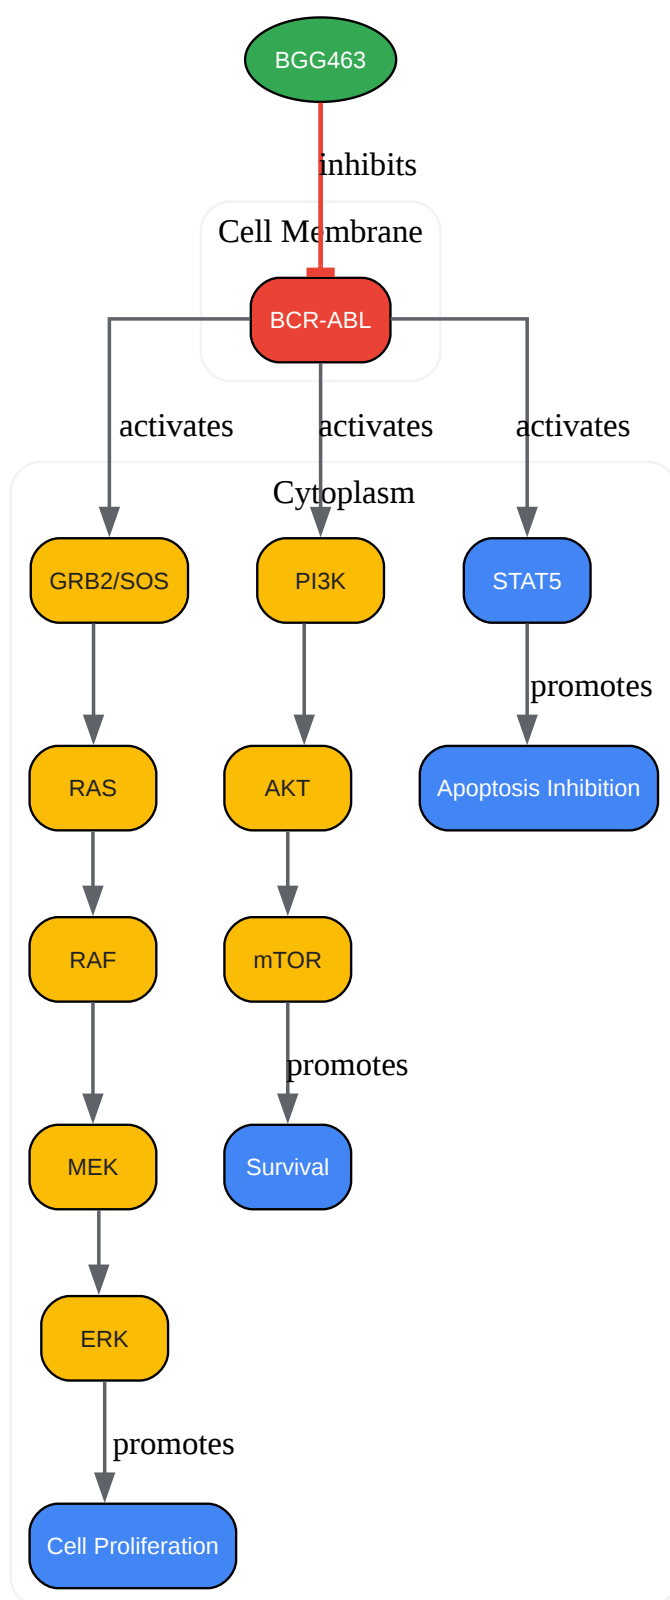 BGG463
inhibits
Cell Membrane
BCR-ABL
activates
activates
activates
Cytoplasm
GRB2/SOS
PI3K
STAT5
promotes
RAS
AKT
Apoptosis Inhibition
RAF
mTOR
promotes
MEK
Survival
ERK
promotes
Cell Proliferation